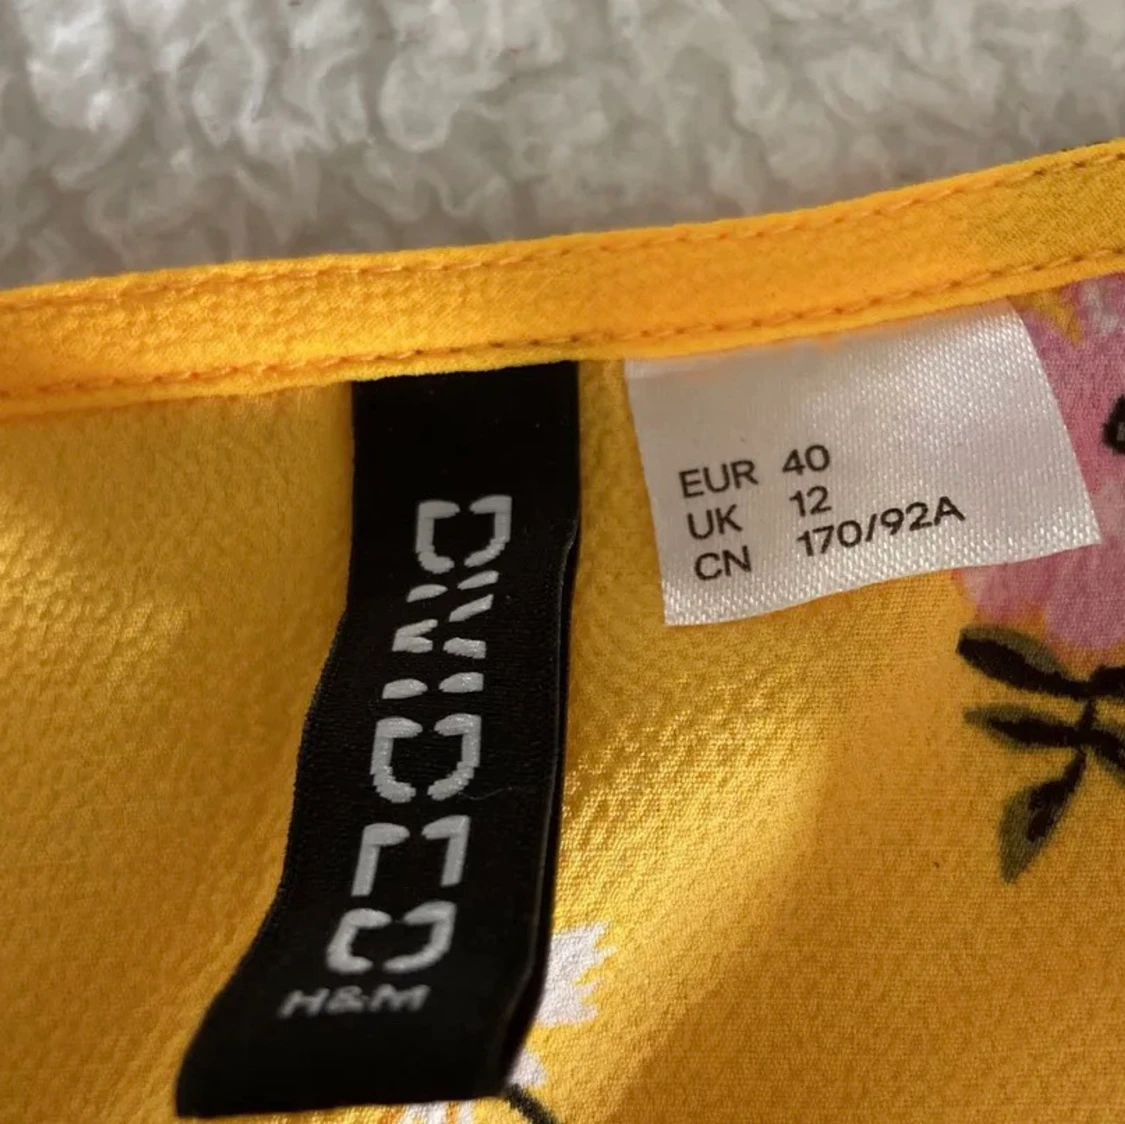 DIVIDED
H&M
EUR 40
UK 12
CN 170/92A